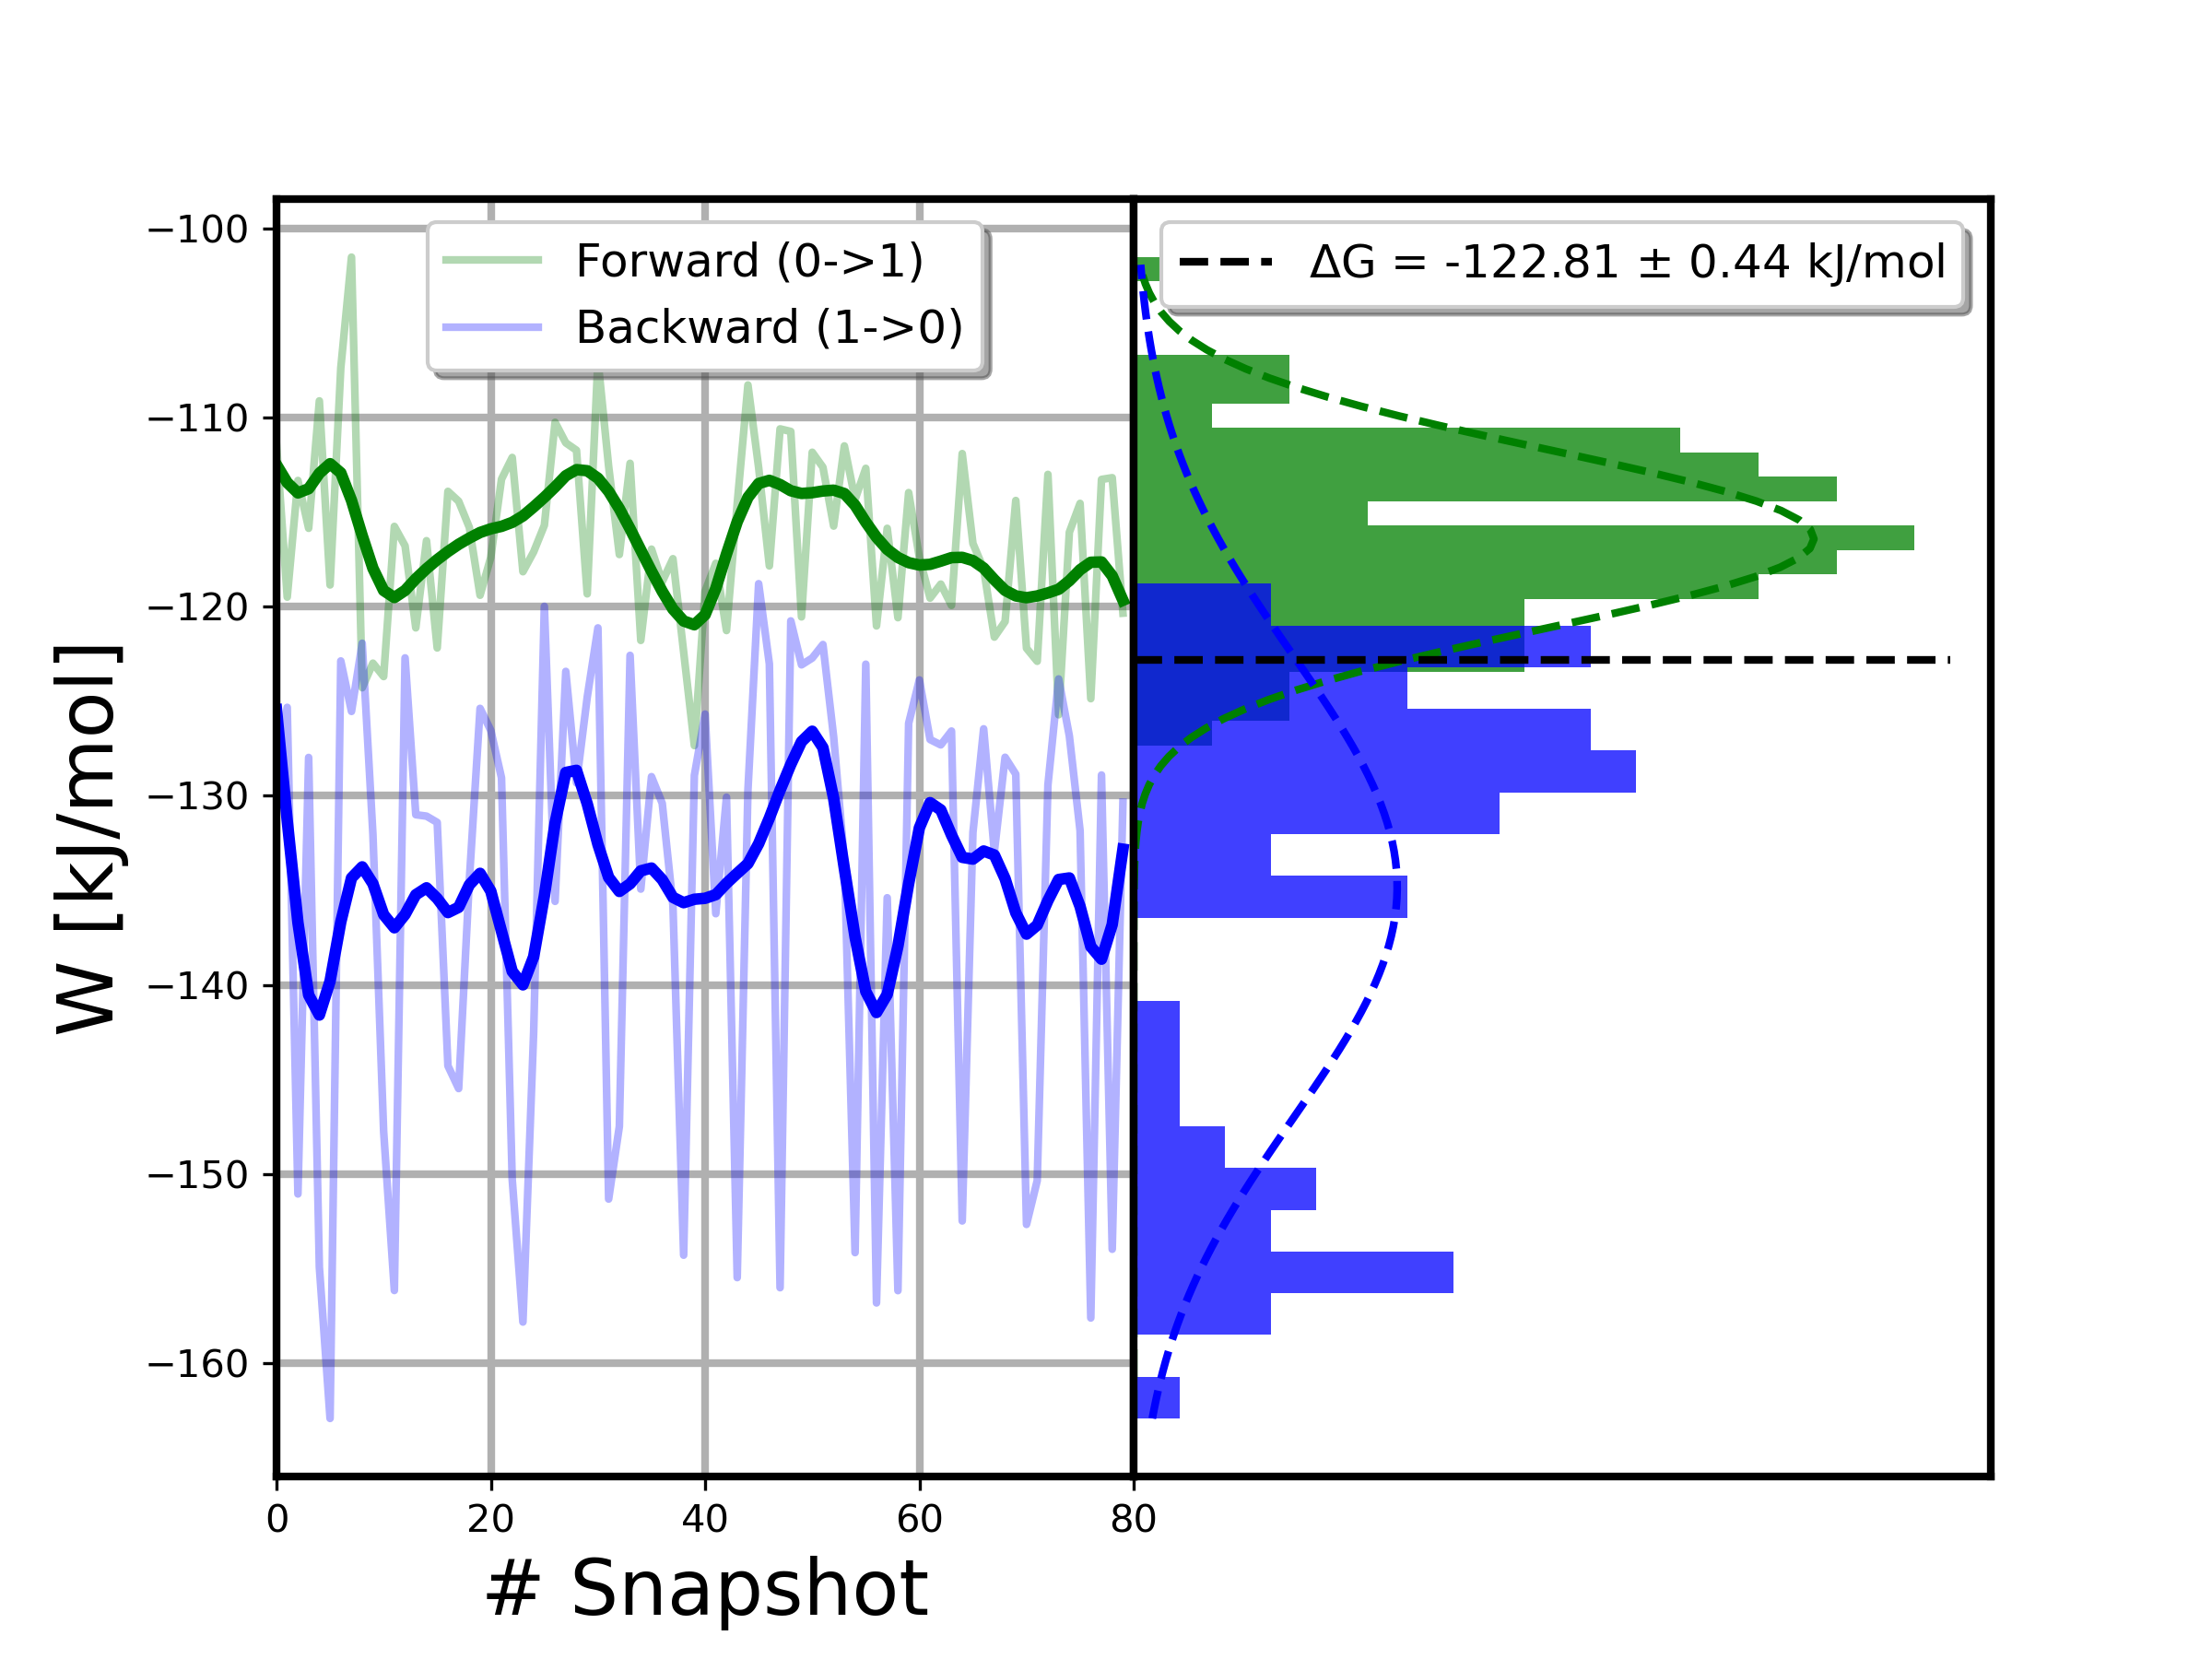 Forward (0->1)
Backward (1->0)
ΔG = -122.81 ± 0.44 kJ/mol
W [kJ/mol]
−100
−110
−120
−130
−140
−150
−160
0 20 40 60 80
# Snapshot